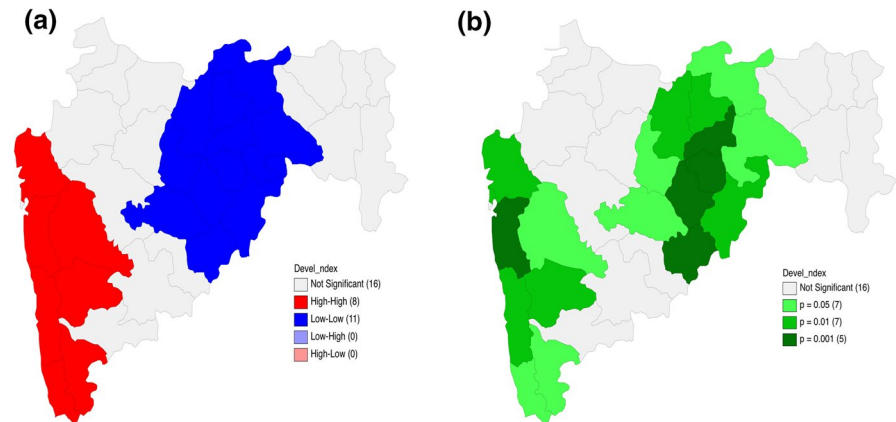 (a)
Devel_ndex
Not Significant (16)
High-High (8)
Low-Low (11)
Low-High (0)
High-Low (0)
(b)
Devel_ndex
Not Significant (16)
p = 0.05 (7)
p = 0.01 (7)
p = 0.001 (5)